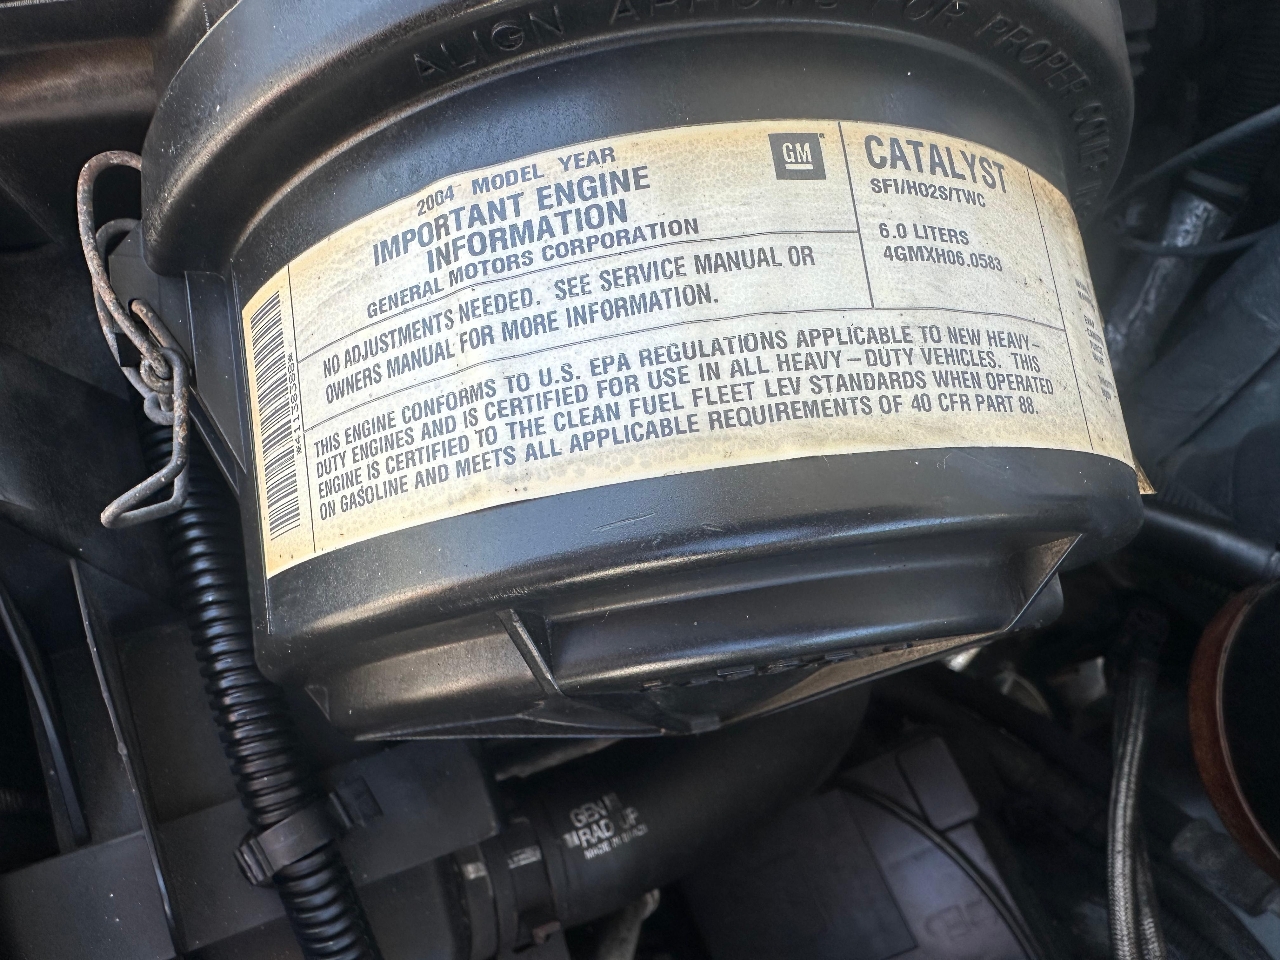 ALIGN ARROWS FOR PROPER
2004 MODEL YEAR
IMPORTANT ENGINE
INFORMATION
GENERAL MOTORS CORPORATION
GM
NO ADJUSTMENTS NEEDED. SEE SERVICE MANUAL OR
OWNERS MANUAL FOR MORE INFORMATION.
CATALYST
SFI/HO2S/TWC
6.0 LITERS
4GMXH06.0583
THIS ENGINE CONFORMS TO U.S. EPA REGULATIONS APPLICABLE TO NEW HEAVY-
DUTY ENGINES AND IS CERTIFIED FOR USE IN ALL HEAVY-DUTY VEHICLES. THIS
ENGINE IS CERTIFIED TO THE CLEAN FUEL FLEET LEV STANDARDS WHEN OPERATED
ON GASOLINE AND MEETS ALL APPLICABLE REQUIREMENTS OF 40 CFR PART 88.
RAD UP
MADE IN BRAZIL